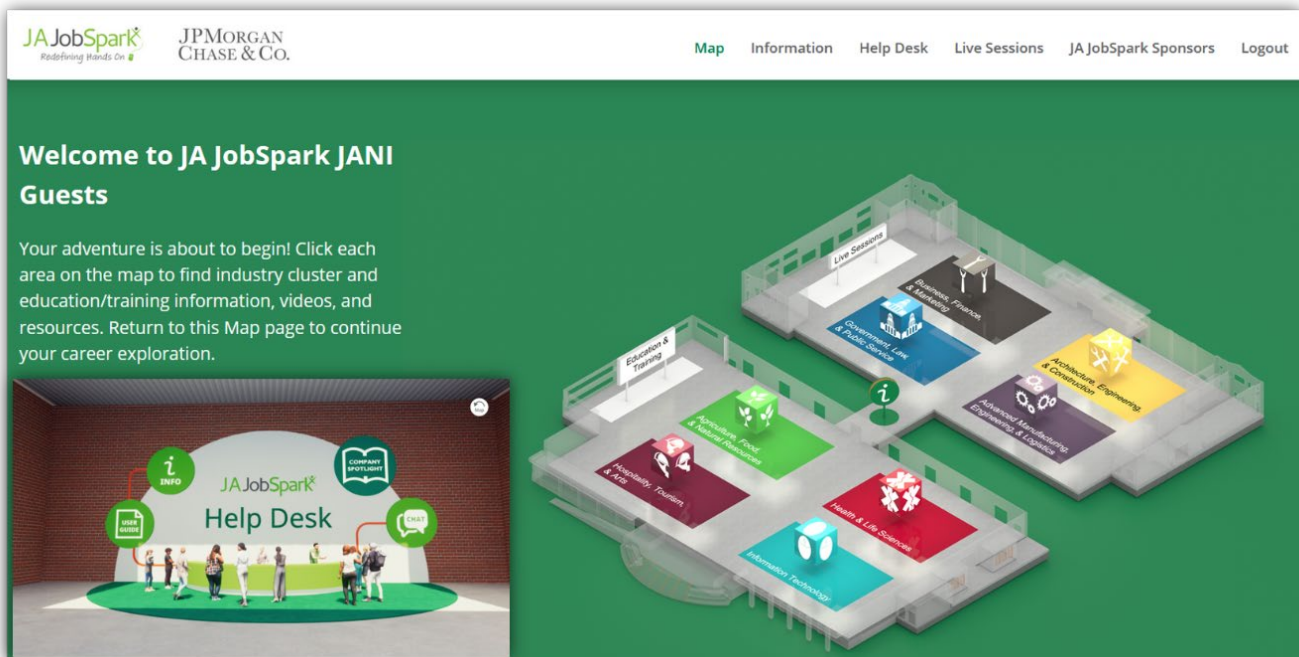 JA JobSpark
Redefining Hands On
JPMORGAN
CHASE & CO.
Map Information Help Desk Live Sessions JA JobSpark Sponsors Logout
Welcome to JA JobSpark JANI
Guests
Your adventure is about to begin! Click each
area on the map to find industry cluster and
education/training information, videos, and
resources. Return to this Map page to continue
your career exploration.
Map
i
INFO
COMPANY
SPOTLIGHT
JA JobSpark
Help Desk
USER
GUIDE
CHAT
Live Sessions
Business, Finance,
& Marketing
Government, Law,
& Public Service
Architecture, Engineering,
& Construction
Education &
Training
i
Advanced Manufacturing,
Engineering, & Logistics
Agriculture, Food,
& Natural Resources
Hospitality, Tourism,
& Arts
Health & Life Sciences
Information Technology